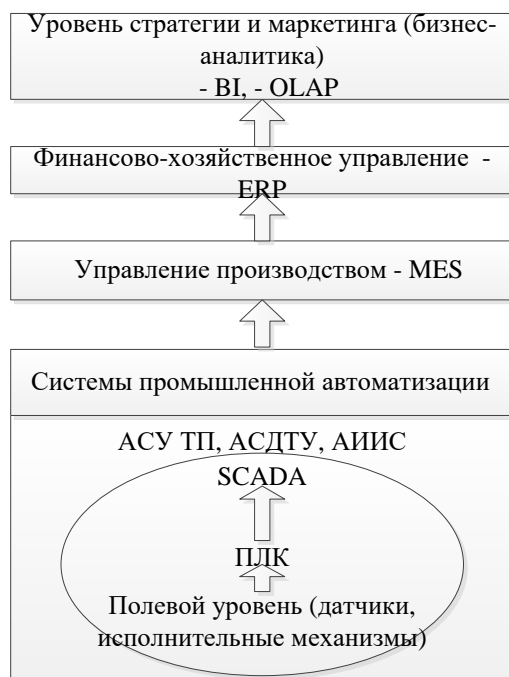 Уровень стратегии и маркетинга (бизнес-
аналитика)
- BI, - OLAP
Финансово-хозяйственное управление -
ERP
Управление производством - MES
Системы промышленной автоматизации
АСУ ТП, АСДТУ, АИИС
SCADA
ПЛК
Полевой уровень (датчики,
исполнительные механизмы)